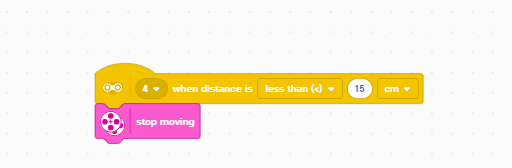 4 when distance is less than (<) 15 cm
stop moving